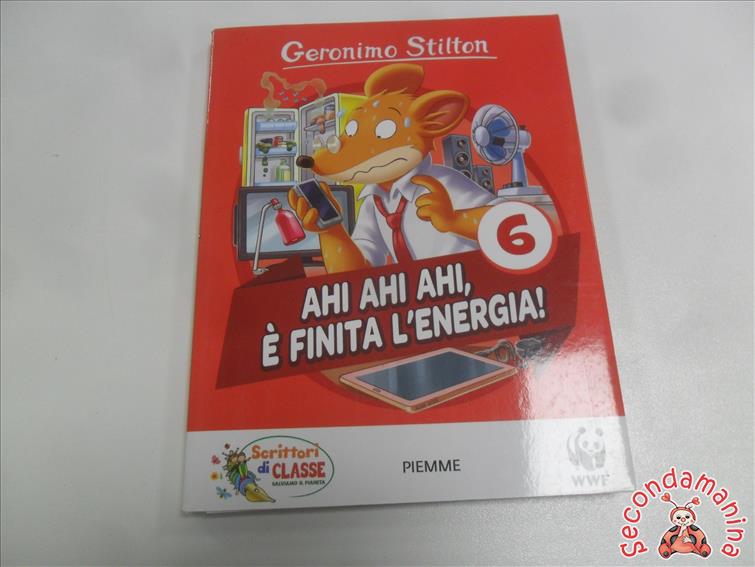 Geronimo Stilton
6
AHI AHI AHI,
È FINITA L'ENERGIA!
Scrittori
di CLASSE
SALVIAMO IL PIANETA
PIEMME
WWF
Secondamanina